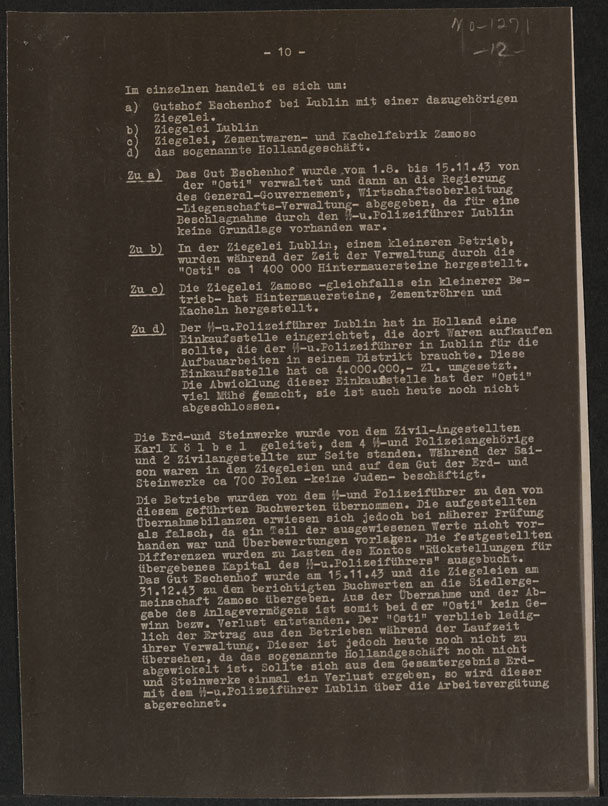 No-1271
-12-
- 10 -
Im einzelnen handelt es sich um:
a) Gutshof Eschenhof bei Lublin mit einer dazugehörigen
Ziegelei.
b) Ziegelei Lublin
c) Ziegelei, Zementwaren- und Kachelfabrik Zamosc
d) das sogenannte Hollandgeschäft.
Zu a) Das Gut Eschenhof wurde vom 1.8. bis 15.11.43 von
der "Osti" verwaltet und dann an die Regierung
des General-Gouvernement, Wirtschaftsoberleitung
-Liegenschafts-Verwaltung- abgegeben, da für eine
Beschlagnahme durch den ᛋᛋ-u.Polizeiführer Lublin
keine Grundlage vorhanden war.
Zu b) In der Ziegelei Lublin, einem kleineren Betrieb,
wurden während der Zeit der Verwaltung durch die
"Osti" ca 1 400 000 Hintermauersteine hergestellt.
Zu c) Die Ziegelei Zamosc -gleichfalls ein kleinerer Be-
trieb- hat Hintermauersteine, Zementröhren und
Kacheln hergestellt.
Zu d) Der ᛋᛋ-u.Polizeiführer Lublin hat in Holland eine
Einkaufsstelle eingerichtet, die dort Waren aufkaufen
sollte, die der ᛋᛋ-u.Polizeiführer in Lublin für die
Aufbauarbeiten in seinem Distrikt brauchte. Diese
Einkaufsstelle hat ca 4.000.000,- Zl. umgesetzt.
Die Abwicklung dieser Einkaufstelle hat der "Osti"
viel Mühe gemacht, sie ist auch heute noch nicht
abgeschlossen.
Die Erd-und Steinwerke wurde von dem Zivil-Angestellten
Karl K ö l b e l geleitet, dem 4 ᛋᛋ-und Polizeiangehörige
und 2 Zivilangestellte zur Seite standen. Während der Sai-
son waren in den Ziegeleien und auf dem Gut der Erd- und
Steinwerke ca 700 Polen -keine Juden- beschäftigt.
Die Betriebe wurden von dem ᛋᛋ-und Polizeiführer zu den von
diesem geführten Buchwerten übernommen. Die aufgestellten
Übernahmebilanzen erwiesen sich jedoch bei näherer Prüfung
als falsch, da ein Teil der ausgewiesenen Werte nicht vor-
handen war und Überbewertungen vorlagen. Die festgestellten
Differenzen wurden zu Lasten des Kontos "Rückstellungen für
übergebenes Kapital des ᛋᛋ-u.Polizeiführers" ausgebucht.
Das Gut Eschenhof wurde am 15.11.43 und die Ziegeleien am
31.12.43 zu den berichtigten Buchwerten an die Siedlerge-
meinschaft Zamosc übergeben. Aus der Übernahme und der Ab-
gabe des Anlagevermögens ist somit bei der "Osti" kein Ge-
winn bezw. Verlust entstanden. Der "Osti" verblieb ledig-
lich der Ertrag aus den Betrieben während der Laufzeit
ihrer Verwaltung. Dieser ist jedoch heute noch nicht zu
übersehen, da das sogenannte Hollandgeschäft noch nicht
abgewickelt ist. Sollte sich aus dem Gesamtergebnis Erd-
und Steinwerke einmal ein Verlust ergeben, so wird dieser
mit dem ᛋᛋ-u.Polizeiführer Lublin über die Arbeitsvergütung
abgerechnet.